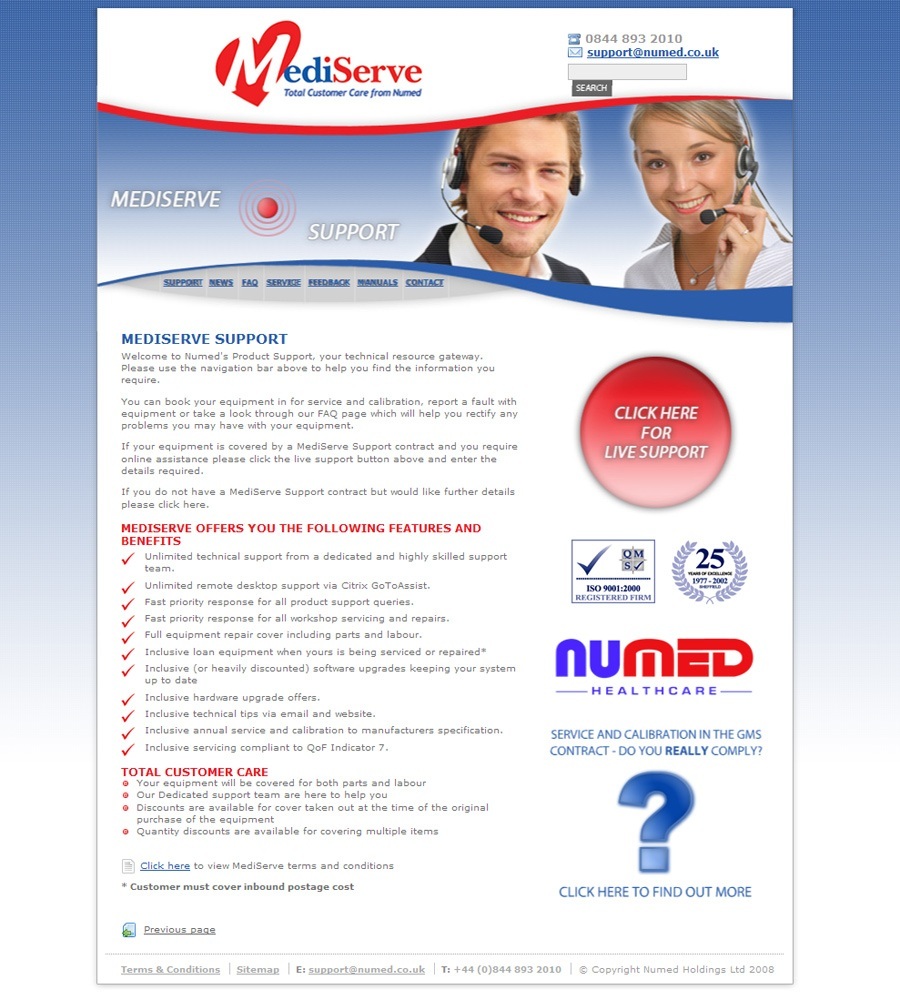 MediServe
Total Customer Care from Numed
0844 893 2010
support@numed.co.uk
SEARCH
MEDISERVE
SUPPORT
SUPPORT NEWS FAQ SERVICE FEEDBACK MANUALS CONTACT
MEDISERVE SUPPORT
Welcome to Numed's Product Support, your technical resource gateway.
Please use the navigation bar above to help you find the information you
require.
You can book your equipment in for service and calibration, report a fault with
equipment or take a look through our FAQ page which will help you rectify any
problems you may have with your equipment.
If your equipment is covered by a MediServe Support contract and you require
online assistance please click the live support button above and enter the
details required.
If you do not have a MediServe Support contract but would like further details
please click here.
MEDISERVE OFFERS YOU THE FOLLOWING FEATURES AND
BENEFITS
Unlimited technical support from a dedicated and highly skilled support
team.
Unlimited remote desktop support via Citrix GoToAssist.
Fast priority response for all product support queries.
Fast priority response for all workshop servicing and repairs.
Full equipment repair cover including parts and labour.
Inclusive loan equipment when yours is being serviced or repaired*
Inclusive (or heavily discounted) software upgrades keeping your system
up to date
Inclusive hardware upgrade offers.
Inclusive technical tips via email and website.
Inclusive annual service and calibration to manufacturers specification.
Inclusive servicing compliant to QoF Indicator 7.
TOTAL CUSTOMER CARE
Your equipment will be covered for both parts and labour
Our Dedicated support team are here to help you
Discounts are available for cover taken out at the time of the original
purchase of the equipment
Quantity discounts are available for covering multiple items
Click here to view MediServe terms and conditions
* Customer must cover inbound postage cost
Previous page
CLICK HERE
FOR
LIVE SUPPORT
QM
S
ISO 9001:2000
REGISTERED FIRM
25
YEARS OF EXCELLENCE
1977 - 2002
SHEFFIELD
NUMED
HEALTHCARE
SERVICE AND CALIBRATION IN THE GMS
CONTRACT - DO YOU REALLY COMPLY?
?
CLICK HERE TO FIND OUT MORE
Terms & Conditions | Sitemap | E: support@numed.co.uk | T: +44 (0)844 893 2010 | © Copyright Numed Holdings Ltd 2008